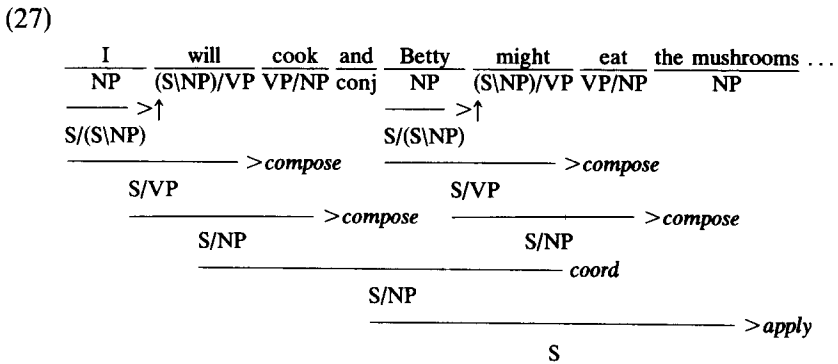 (27)
I will cook and Betty might eat the mushrooms ...
NP (S\NP)/VP VP/NP conj NP (S\NP)/VP VP/NP NP
>↑ >↑
S/(S\NP) S/(S\NP)
>compose >compose
S/VP S/VP
>compose >compose
S/NP S/NP
coord
S/NP
>apply
S